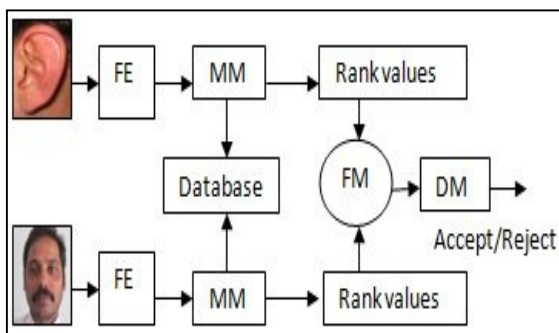 FE
MM
Rank values
Database
FM
DM
Accept/Reject
FE
MM
Rank values